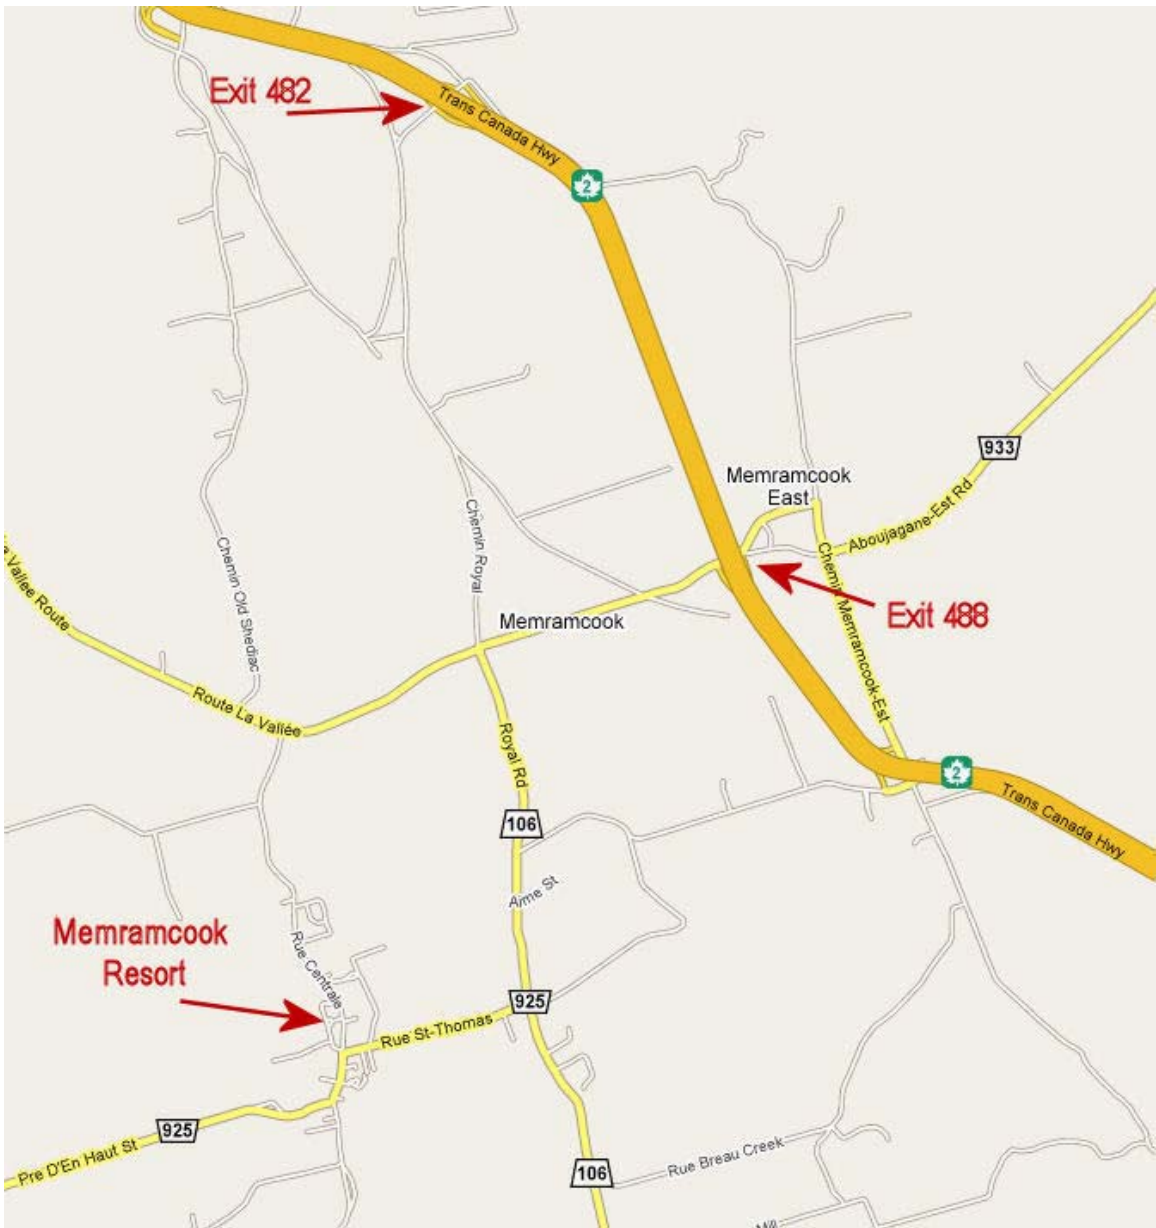 Exit 482
Trans Canada Hwy
2
933
Memramcook
East
Aboujagane-Est Rd
Chemin Royal
Chemin Old Shediac
Chemin Memramcook-Est
Exit 488
Vallee Route
Memramcook
Route La Vallée
Royal Rd
2
Trans Canada Hwy
106
Aime St
Memramcook
Resort
Rue Centrale
925
Rue St-Thomas
925
Pre D'En Haut St
Rue Breau Creek
106
Mill